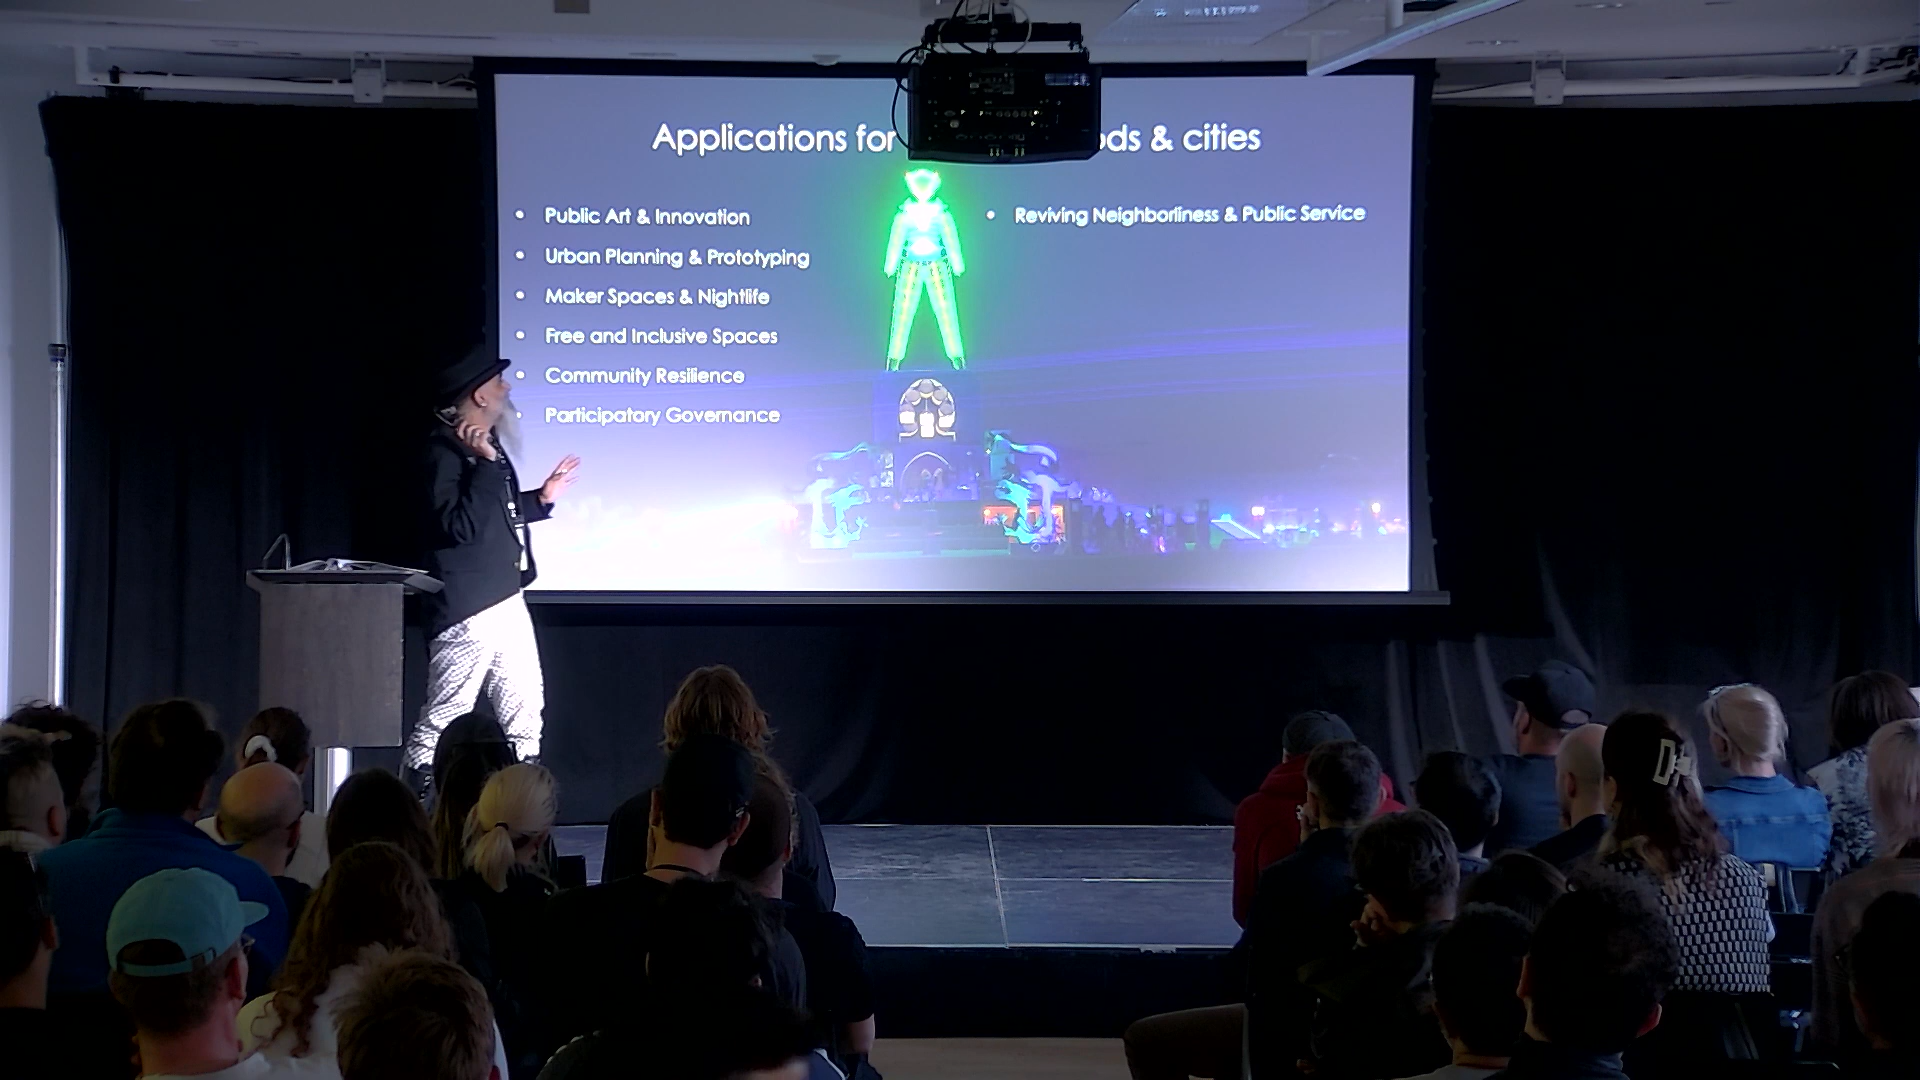 Applications for ods & cities
• Public Art & Innovation
• Urban Planning & Prototyping
• Maker Spaces & Nightlife
• Free and Inclusive Spaces
• Community Resilience
• Participatory Governance
• Reviving Neighborliness & Public Service